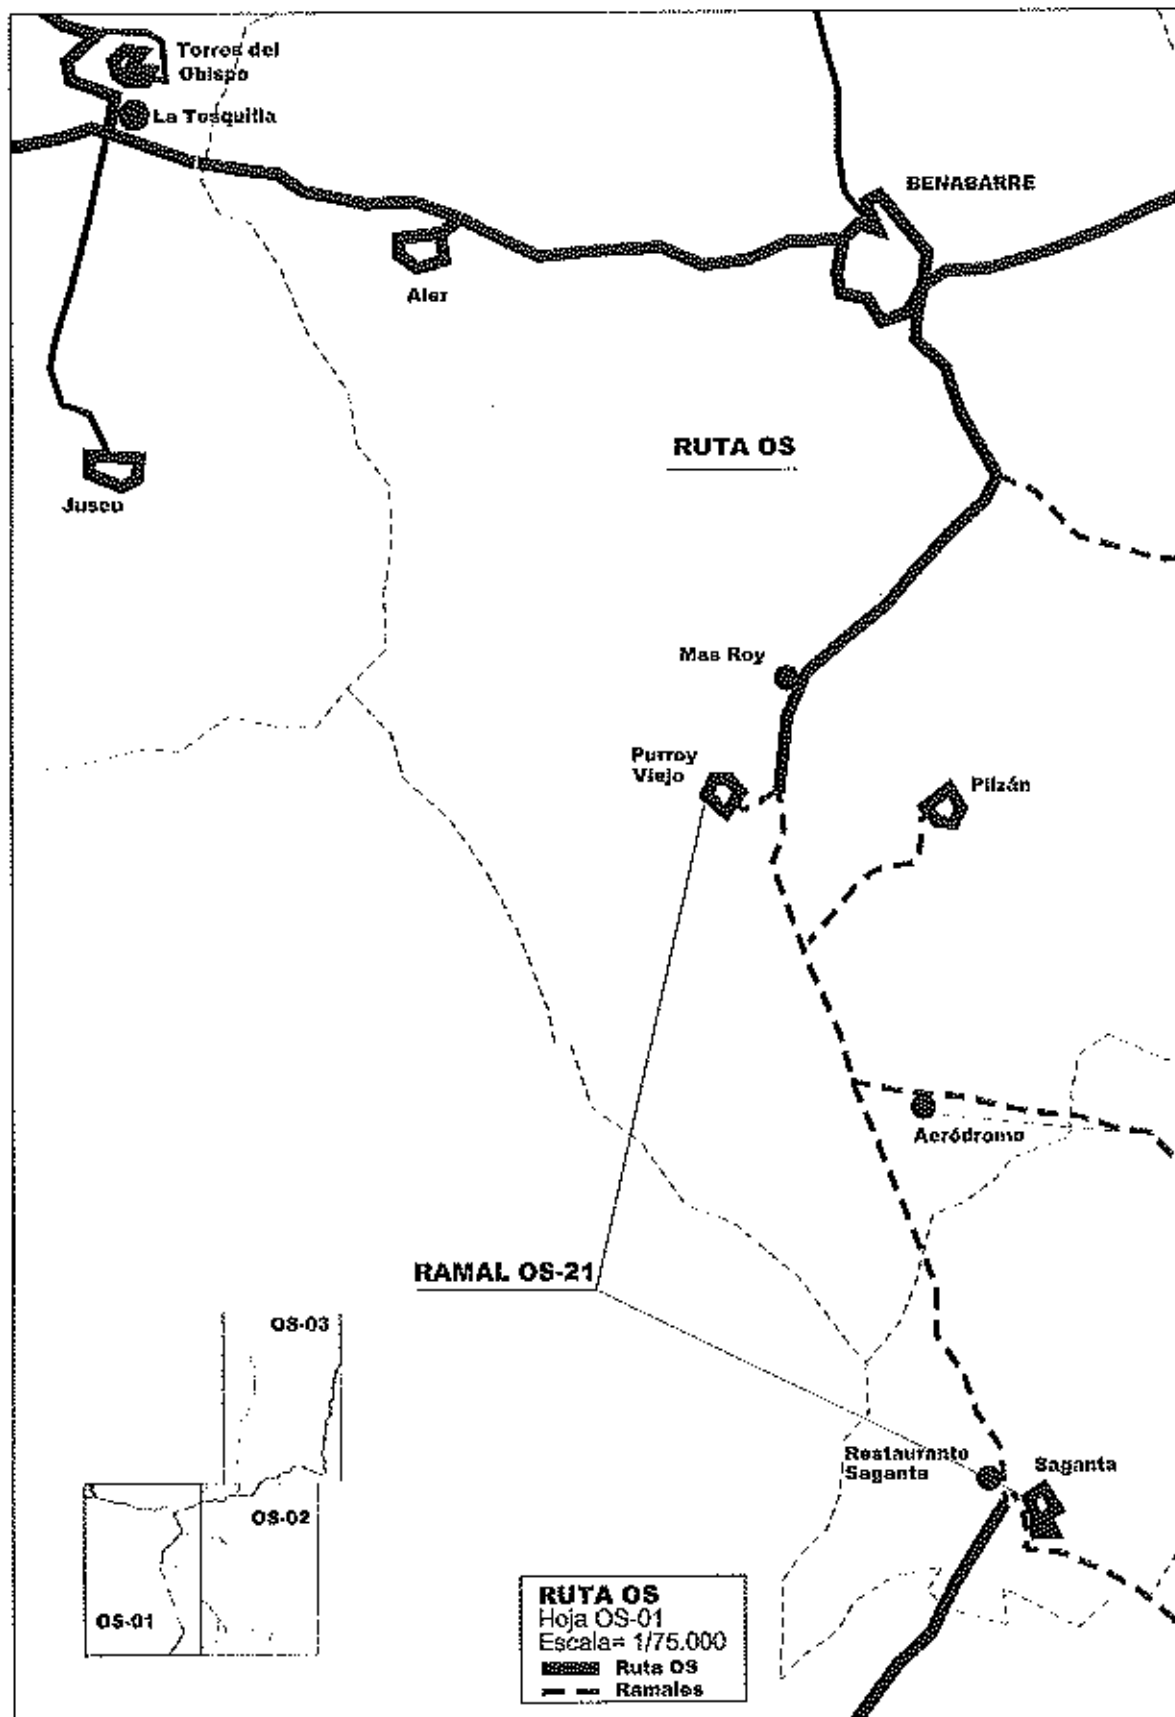 Torres del
Obispo
La Tosquilla
BENABARRE
Aler
RUTA OS
Juseu
Mas Roy
Purroy
Viejo
Pilzán
Aeródromo
RAMAL OS-21
OS-03
Restaurante
Saganta
Saganta
OS-02
OS-01
RUTA OS
Hoja OS-01
Escala= 1/75.000
Ruta OS
Ramales